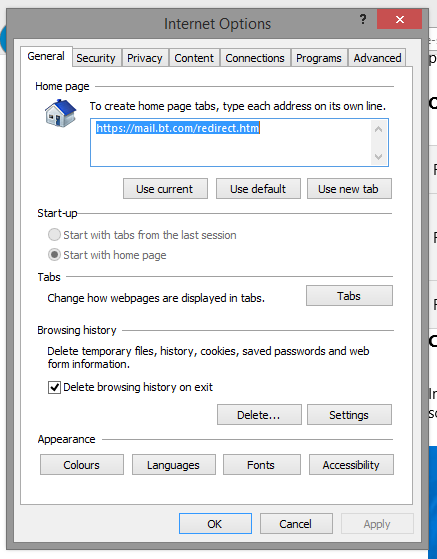 Internet Options
?
General Security Privacy Content Connections Programs Advanced
Home page
To create home page tabs, type each address on its own line.
https://mail.bt.com/redirect.htm
Use current Use default Use new tab
Start-up
Start with tabs from the last session
Start with home page
Tabs
Change how webpages are displayed in tabs. Tabs
Browsing history
Delete temporary files, history, cookies, saved passwords and web
form information.
Delete browsing history on exit
Delete... Settings
Appearance
Colours Languages Fonts Accessibility
OK Cancel Apply